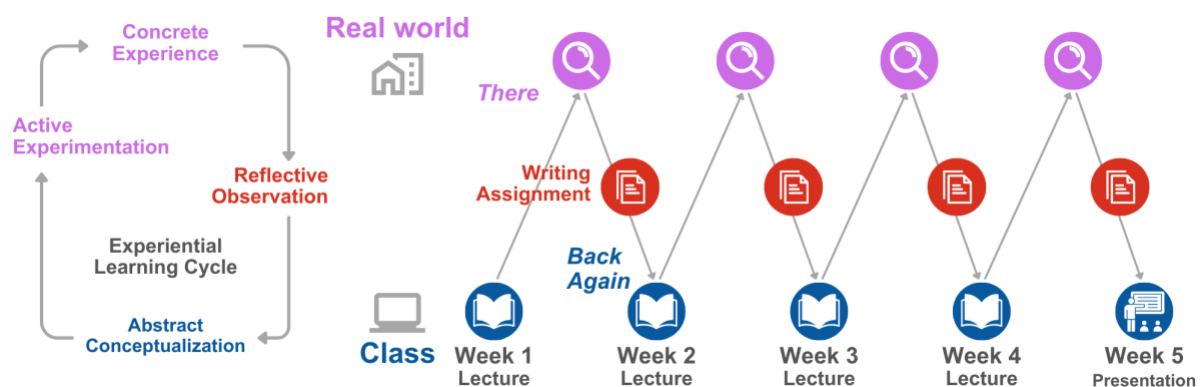 Concrete
Experience
Active
Experimentation
Reflective
Observation
Experiential
Learning Cycle
Abstract
Conceptualization
Real world
There
Writing
Assignment
Back
Again
Class
Week 1
Lecture
Week 2
Lecture
Week 3
Lecture
Week 4
Lecture
Week 5
Presentation